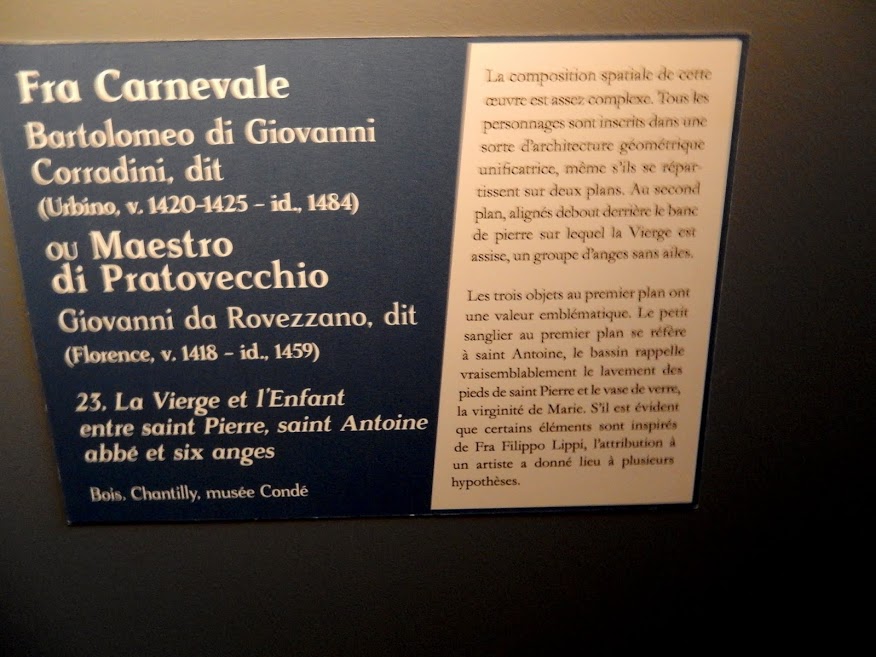 Fra Carnevale
Bartolomeo di Giovanni
Corradini, dit
(Urbino, v. 1420-1425 – id., 1484)
OU Maestro
di Pratovecchio
Giovanni da Rovezzano, dit
(Florence, v. 1418 – id., 1459)
23. La Vierge et l'Enfant
entre saint Pierre, saint Antoine
abbé et six anges
Bois. Chantilly, musée Condé
La composition spatiale de cette
œuvre est assez complexe. Tous les
personnages sont inscrits dans une
sorte d'architecture géométrique
unificatrice, même s'ils se répar-
tissent sur deux plans. Au second
plan, alignés debout derrière le banc
de pierre sur lequel la Vierge est
assise, un groupe d'anges sans ailes.
Les trois objets au premier plan ont
une valeur emblématique. Le petit
sanglier au premier plan se réfère
à saint Antoine, le bassin rappelle
vraisemblablement le lavement des
pieds de saint Pierre et le vase de verre,
la virginité de Marie. S'il est évident
que certains éléments sont inspirés
de Fra Filippo Lippi, l'attribution à
un artiste a donné lieu à plusieurs
hypothèses.